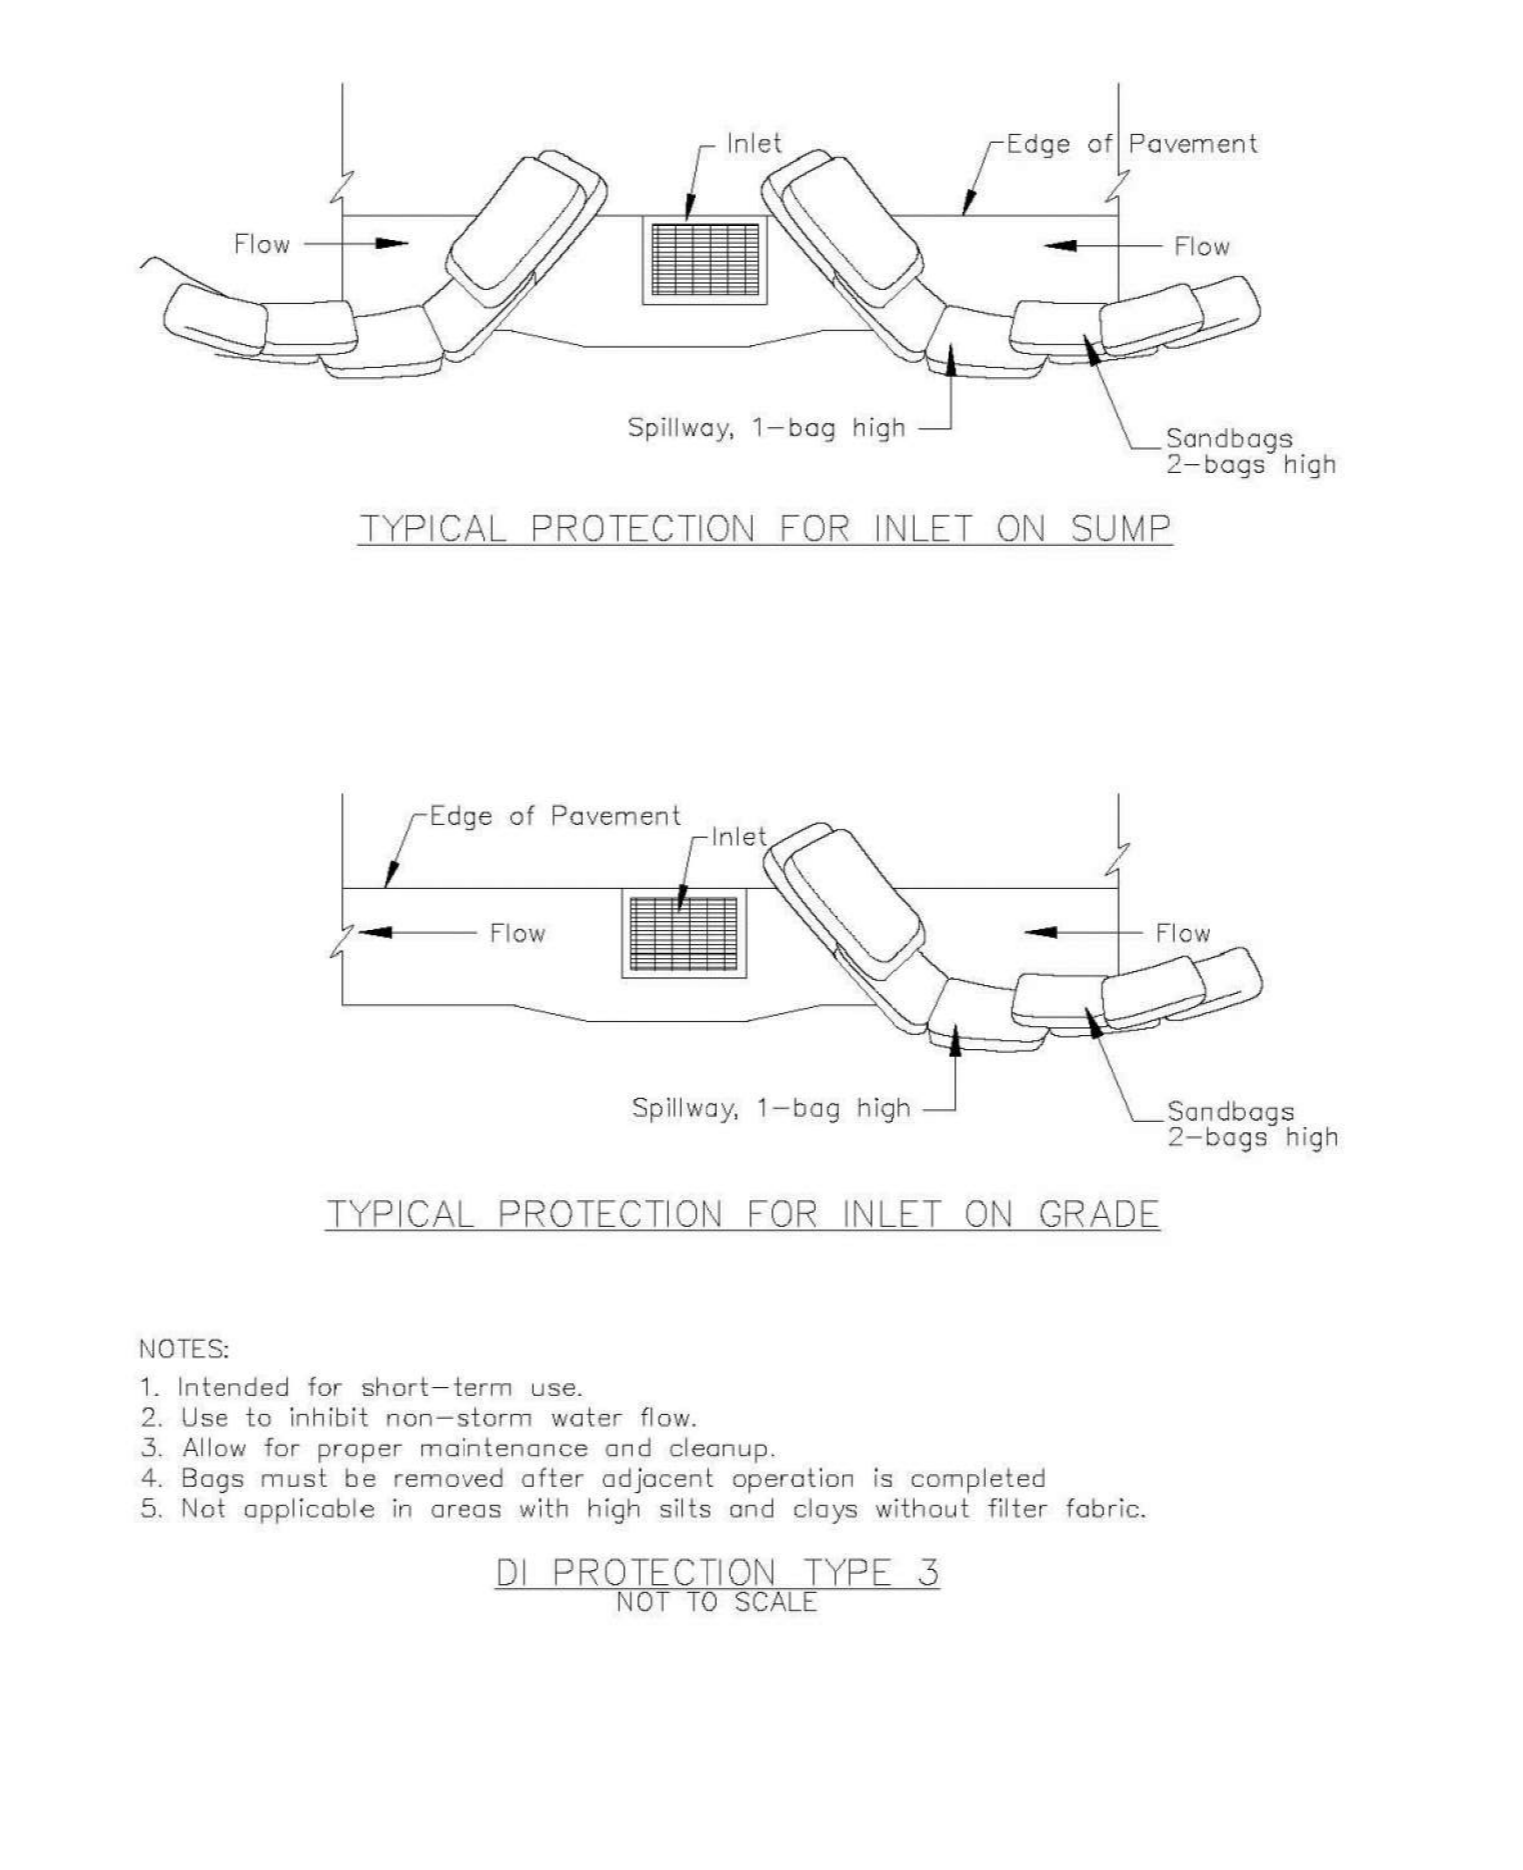 Inlet
Edge of Pavement
Flow
Flow
Spillway, 1-bag high
Sandbags
2-bags high
TYPICAL PROTECTION FOR INLET ON SUMP
Edge of Pavement
Inlet
Flow
Flow
Spillway, 1-bag high
Sandbags
2-bags high
TYPICAL PROTECTION FOR INLET ON GRADE
NOTES:
1. Intended for short-term use.
2. Use to inhibit non-storm water flow.
3. Allow for proper maintenance and cleanup.
4. Bags must be removed after adjacent operation is completed
5. Not applicable in areas with high silts and clays without filter fabric.
DI PROTECTION TYPE 3
NOT TO SCALE